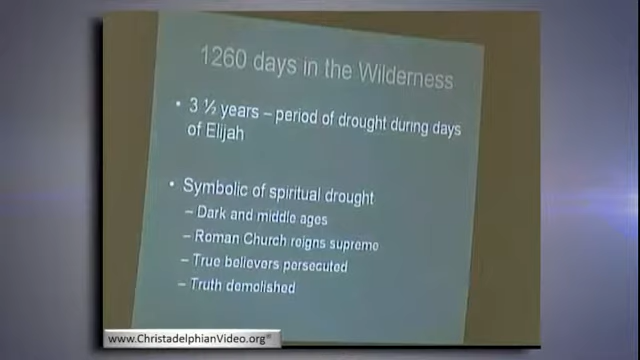 1260 days in the Wilderness
• 3 ½ years – period of drought during days
of Elijah
• Symbolic of spiritual drought
– Dark and middle ages
– Roman Church reigns supreme
– True believers persecuted
– Truth demolished
www.ChristadelphianVideo.org®